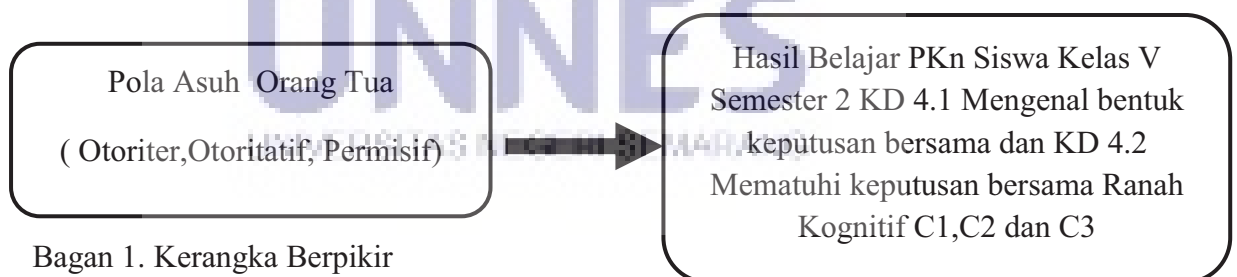 UNNES
Pola Asuh Orang Tua
( Otoriter,Otoritatif, Permisif)
Hasil Belajar PKn Siswa Kelas V
Semester 2 KD 4.1 Mengenal bentuk
keputusan bersama dan KD 4.2
Mematuhi keputusan bersama Ranah
Kognitif C1,C2 dan C3
Bagan 1. Kerangka Berpikir